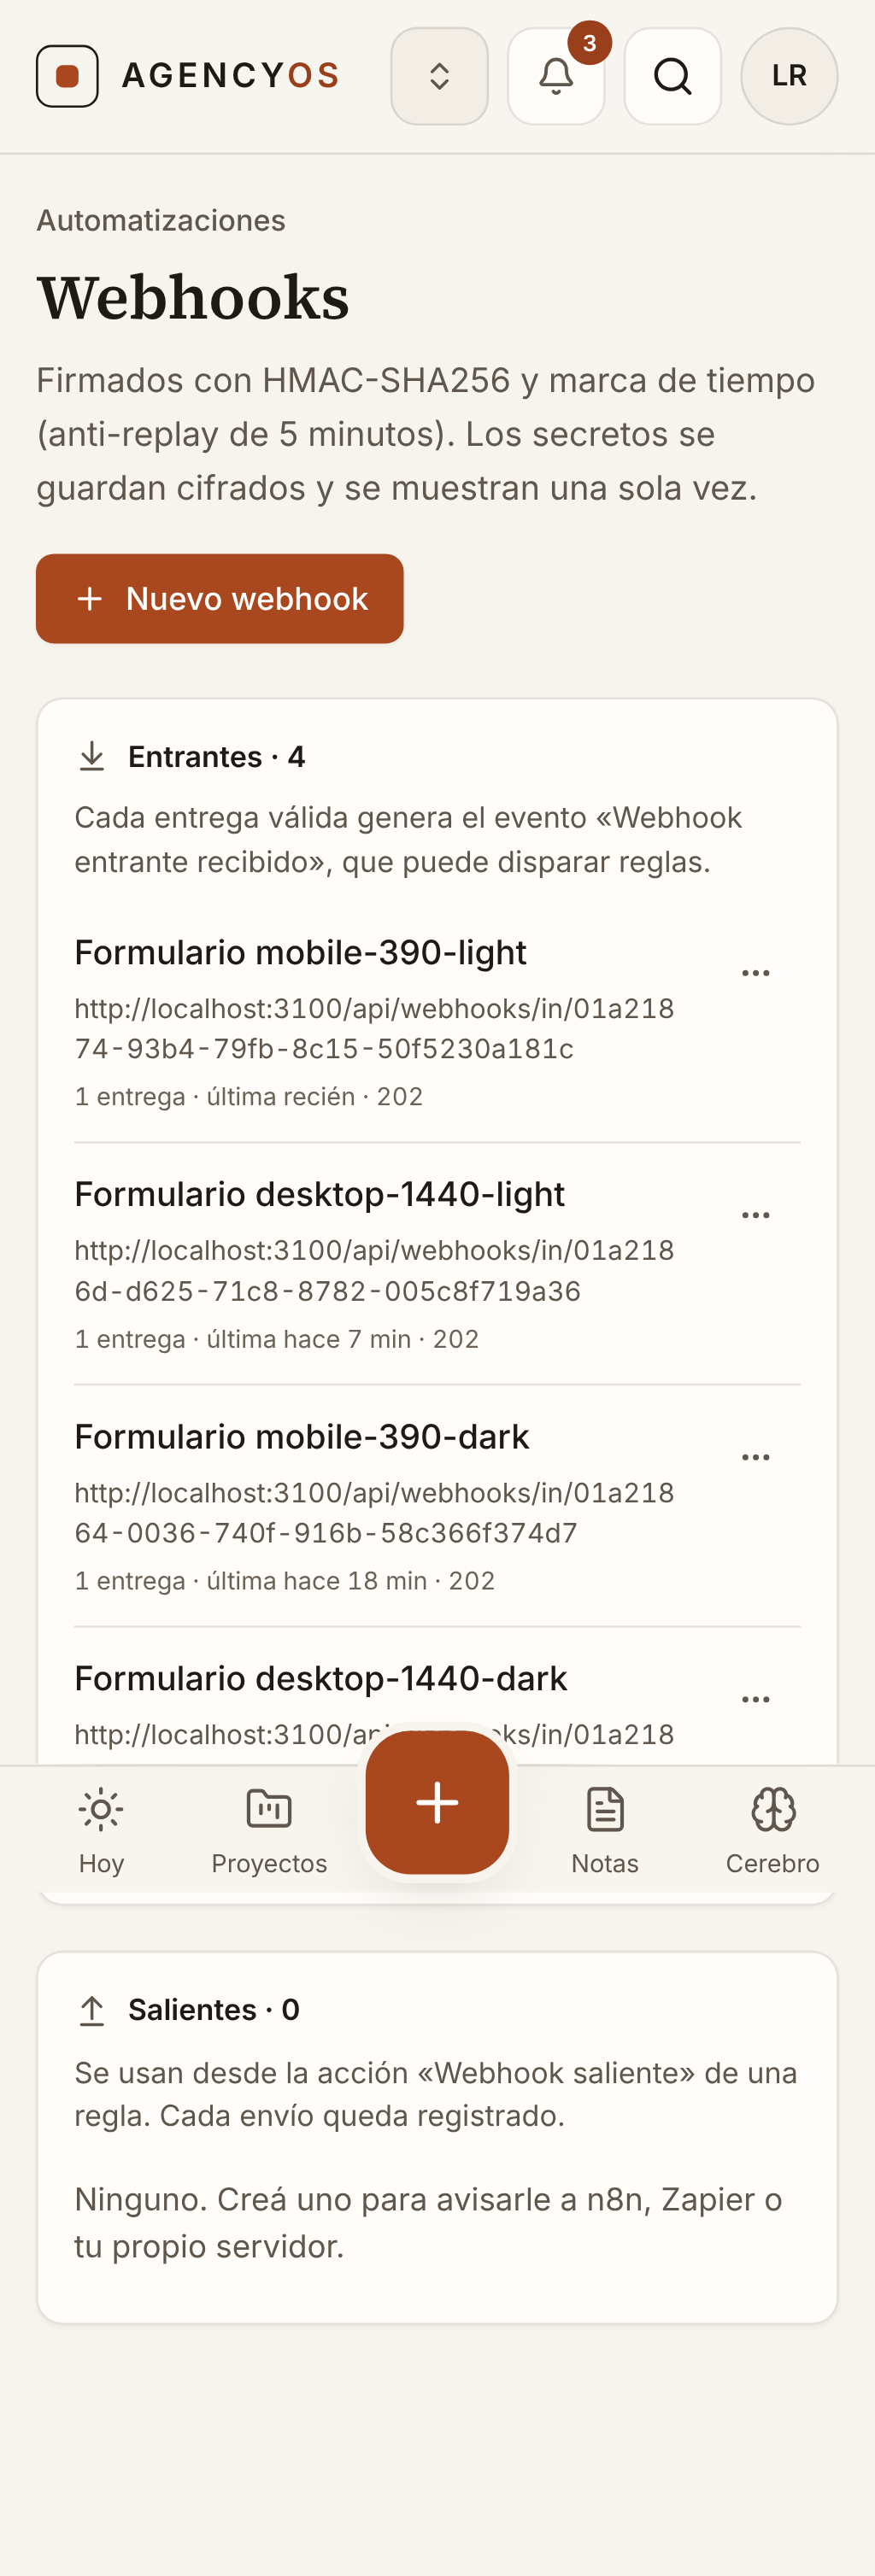 AGENCYOS
3
LR
Automatizaciones
Webhooks
Firmados con HMAC-SHA256 y marca de tiempo
(anti-replay de 5 minutos). Los secretos se
guardan cifrados y se muestran una sola vez.
Nuevo webhook
Entrantes · 4
Cada entrega válida genera el evento «Webhook
entrante recibido», que puede disparar reglas.
Formulario mobile-390-light
http://localhost:3100/api/webhooks/in/01a218
74-93b4-79fb-8c15-50f5230a181c
1 entrega · última recién · 202
Formulario desktop-1440-light
http://localhost:3100/api/webhooks/in/01a218
6d-d625-71c8-8782-005c8f719a36
1 entrega · última hace 7 min · 202
Formulario mobile-390-dark
http://localhost:3100/api/webhooks/in/01a218
64-0036-740f-916b-58c366f374d7
1 entrega · última hace 18 min · 202
Formulario desktop-1440-dark
Hoy
Proyectos
Notas
Cerebro
Salientes · 0
Se usan desde la acción «Webhook saliente» de una
regla. Cada envío queda registrado.
Ninguno. Creá uno para avisarle a n8n, Zapier o
tu propio servidor.